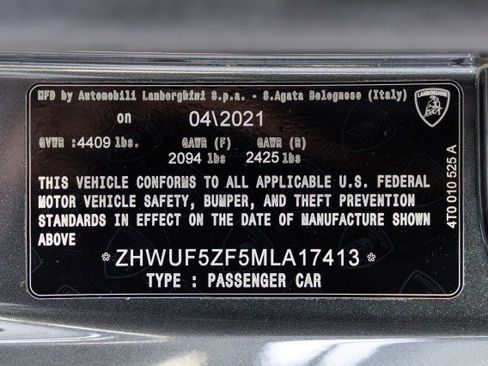 MFD by Automobili Lamborghini S.p.a. - S.Agata Bolognese (Italy)
on 04\2021
GVWR :4409 lbs. GAWR (F) GAWR (R)
2094 lbs 2425 lbs
THIS VEHICLE CONFORMS TO ALL APPLICABLE U.S. FEDERAL
MOTOR VEHICLE SAFETY, BUMPER, AND THEFT PREVENTION
STANDARDS IN EFFECT ON THE DATE OF MANUFACTURE SHOWN
ABOVE
* ZHWUF5ZF5MLA17413 *
TYPE : PASSENGER CAR
LAMBORGHINI
4T0 010 525 A